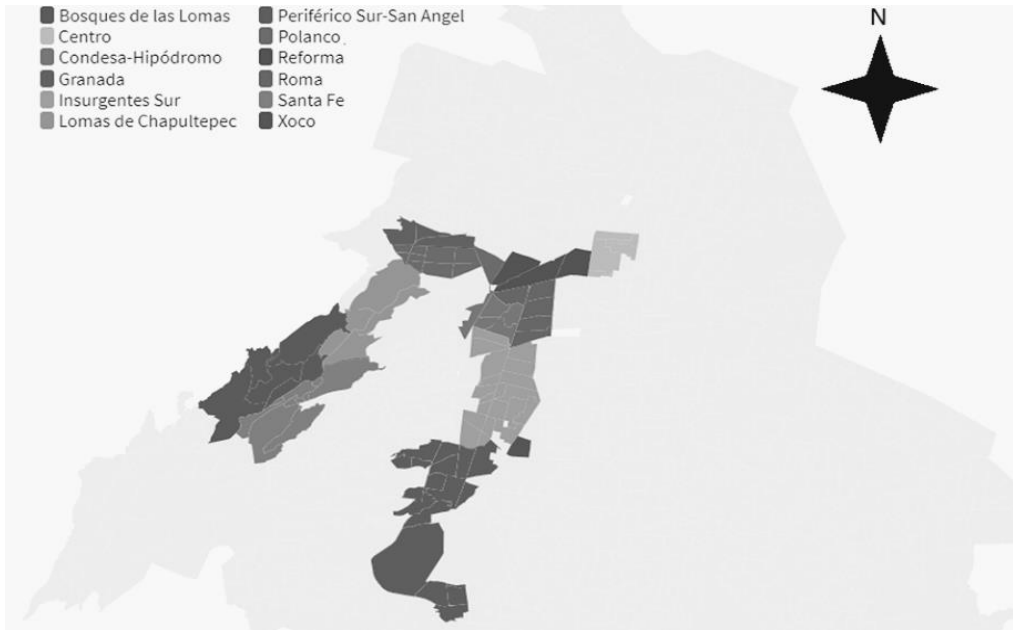 Bosques de las Lomas
Centro
Condesa-Hipódromo
Granada
Insurgentes Sur
Lomas de Chapultepec
Periférico Sur-San Angel
Polanco
Reforma
Roma
Santa Fe
Xoco
N